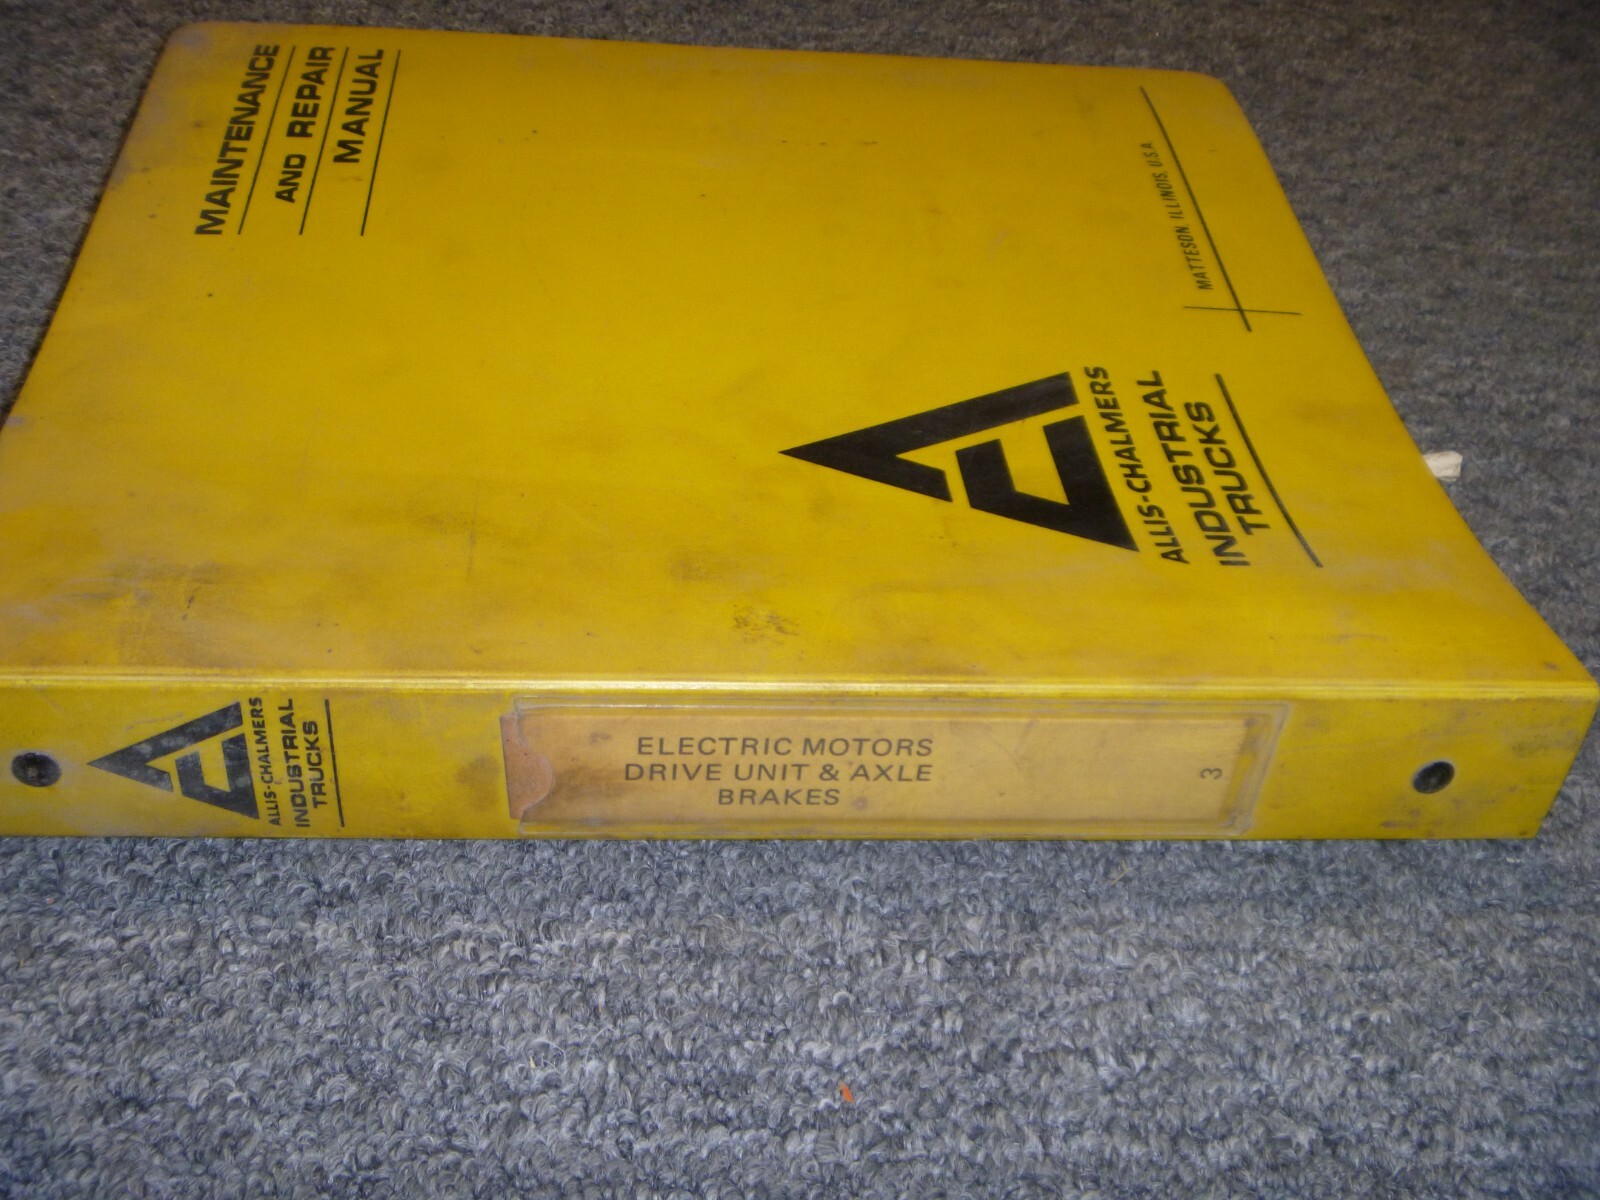 MAINTENANCE
AND REPAIR
MANUAL
MATTESON, ILLINOIS, U.S.A.
ALLIS-CHALMERS
INDUSTRIAL
TRUCKS
ALLIS-CHALMERS
INDUSTRIAL
TRUCKS
ELECTRIC MOTORS
DRIVE UNIT & AXLE
BRAKES
3